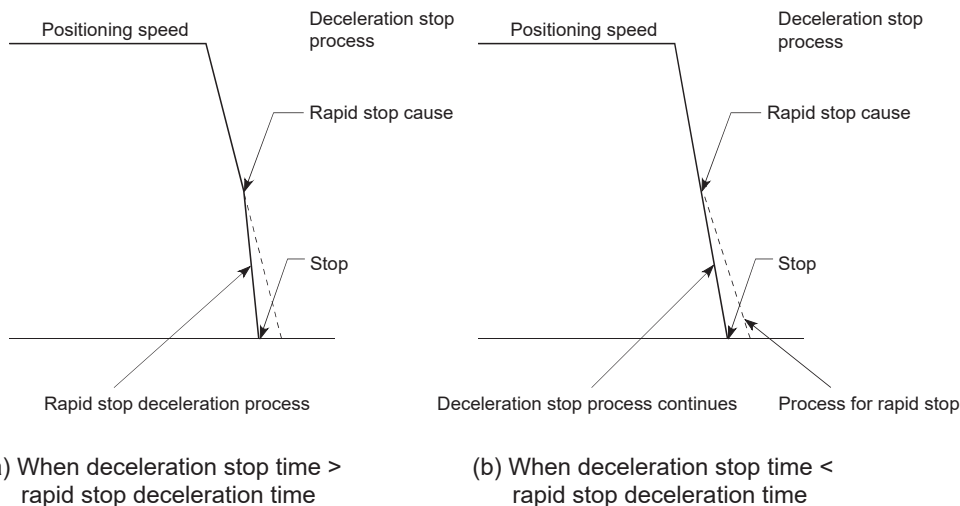 Positioning speed
Deceleration stop
process
Rapid stop cause
Stop
Rapid stop deceleration process
) When deceleration stop time >
rapid stop deceleration time
Positioning speed
Deceleration stop
process
Rapid stop cause
Stop
Deceleration stop process continues
Process for rapid stop
(b) When deceleration stop time <
rapid stop deceleration time